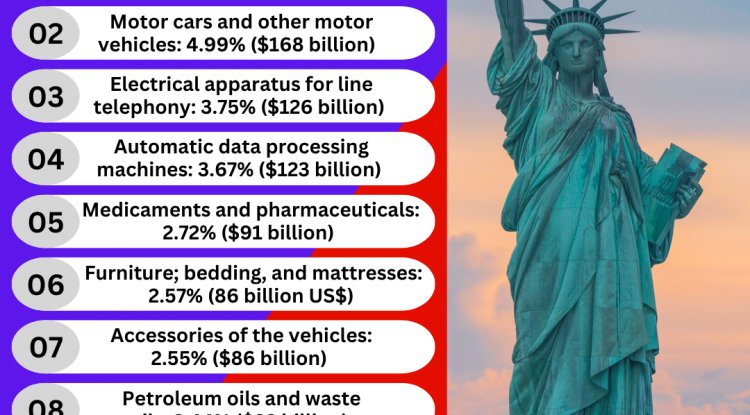 02
Motor cars and other motor
vehicles: 4.99% ($168 billion)
03
Electrical apparatus for line
telephony: 3.75% ($126 billion)
04
Automatic data processing
machines: 3.67% ($123 billion)
05
Medicaments and pharmaceuticals:
2.72% ($91 billion)
06
Furniture; bedding, and mattresses:
2.57% (86 billion US$)
07
Accessories of the vehicles:
2.55% ($86 billion)
08
Petroleum oils and waste